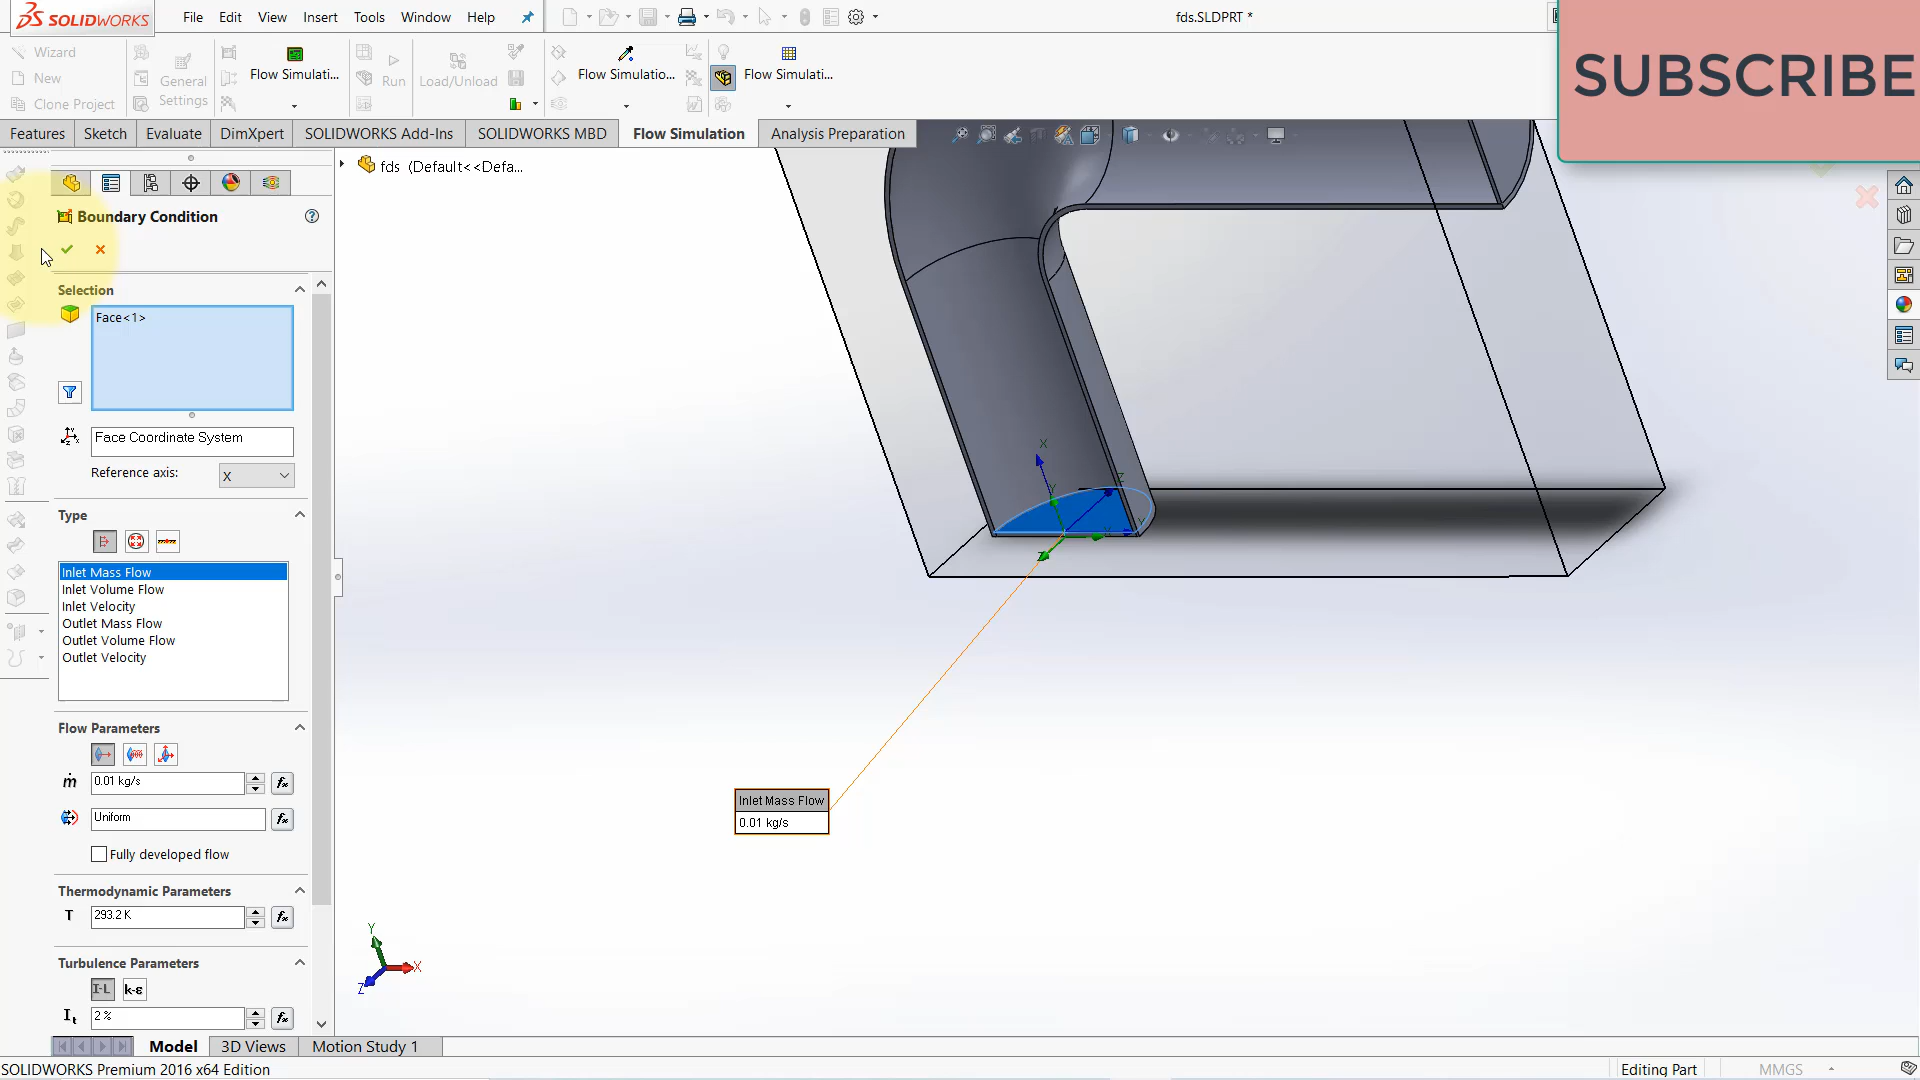 SOLIDWORKS
File Edit View Insert Tools Window Help
fds.SLDPRT *
SUBSCRIBE
Wizard
New
Clone Project
General
Settings
Flow Simulati...
Run
Load/Unload
Flow Simulatio...
Flow Simulati...
Features Sketch Evaluate DimXpert SOLIDWORKS Add-Ins SOLIDWORKS MBD Flow Simulation Analysis Preparation
fds (Default<<Defa...
Boundary Condition
Selection
Face<1>
Face Coordinate System
Reference axis: X
Type
Inlet Mass Flow
Inlet Volume Flow
Inlet Velocity
Outlet Mass Flow
Outlet Volume Flow
Outlet Velocity
Flow Parameters
ṁ 0.01 kg/s
Uniform
Fully developed flow
Thermodynamic Parameters
T 293.2 K
Turbulence Parameters
I-L k-ε
It 2 %
Inlet Mass Flow
0.01 kg/s
X
Z
Y
Z
Y
X
Z
Model 3D Views Motion Study 1
SOLIDWORKS Premium 2016 x64 Edition
Editing Part
MMGS